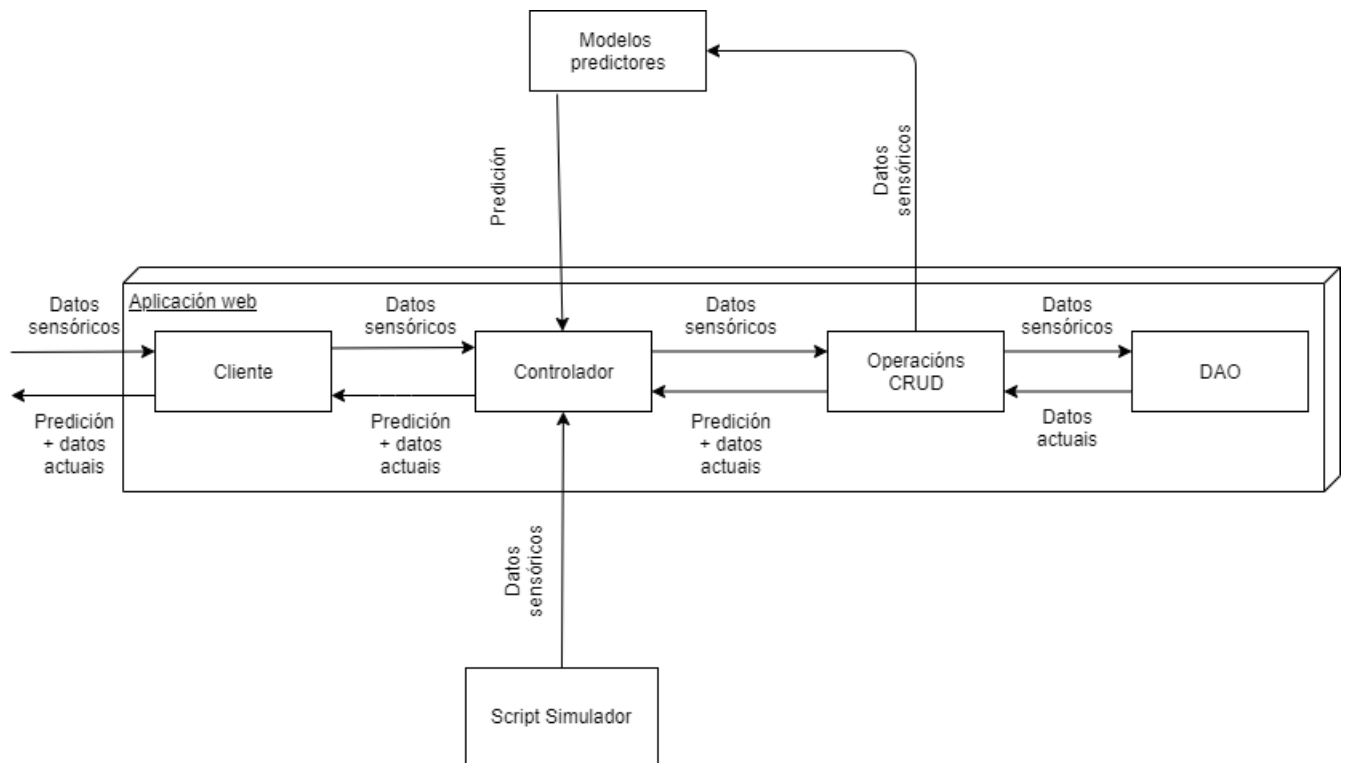 Modelos
predictores
Predición
Datos
sensóricos
Aplicación web
Datos
sensóricos
Cliente
Predición
+ datos
actuais
Datos
sensóricos
Predición
+ datos
actuais
Controlador
Datos
sensóricos
Predición
+ datos
actuais
Operacións
CRUD
Datos
sensóricos
Datos
actuais
DAO
Datos
sensóricos
Script Simulador